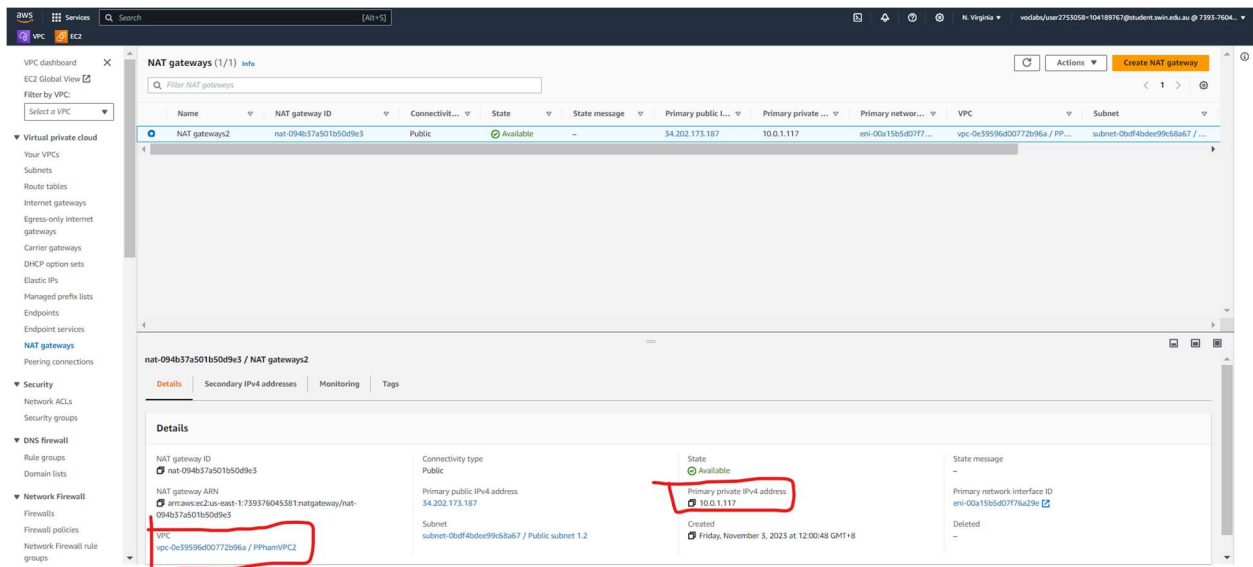 aws Services Search [Alt+S] N. Virginia voclabs/user2753058=104189767@student.swin.edu.au @ 7393-7604...
VPC EC2
VPC dashboard
EC2 Global View
Filter by VPC:
Select a VPC
Virtual private cloud
Your VPCs
Subnets
Route tables
Internet gateways
Egress-only internet
gateways
Carrier gateways
DHCP option sets
Elastic IPs
Managed prefix lists
Endpoints
Endpoint services
NAT gateways
Peering connections
Security
Network ACLs
Security groups
DNS firewall
Rule groups
Domain lists
Network Firewall
Firewalls
Firewall policies
Network Firewall rule
groups
NAT gateways (1/1) Info
Actions Create NAT gateway
Filter NAT gateways
1
Name NAT gateway ID Connectivit... State State message Primary public I... Primary private ... Primary networ... VPC Subnet
NAT gateways2 nat-094b37a501b50d9e3 Public Available – 34.202.173.187 10.0.1.117 eni-00a15b5d07f7... vpc-0e39596d00772b96a / PP... subnet-0bdf4bdee99c68a67 / ...
nat-094b37a501b50d9e3 / NAT gateways2
Details Secondary IPv4 addresses Monitoring Tags
Details
NAT gateway ID
nat-094b37a501b50d9e3
Connectivity type
Public
State
Available
State message
–
NAT gateway ARN
arn:aws:ec2:us-east-1:739376045381:natgateway/nat-
094b37a501b50d9e3
Primary public IPv4 address
34.202.173.187
Primary private IPv4 address
10.0.1.117
Primary network interface ID
eni-00a15b5d07f76a29e
VPC
vpc-0e39596d00772b96a / PPhamVPC2
Subnet
subnet-0bdf4bdee99c68a67 / Public subnet 1.2
Created
Friday, November 3, 2023 at 12:00:48 GMT+8
Deleted
–